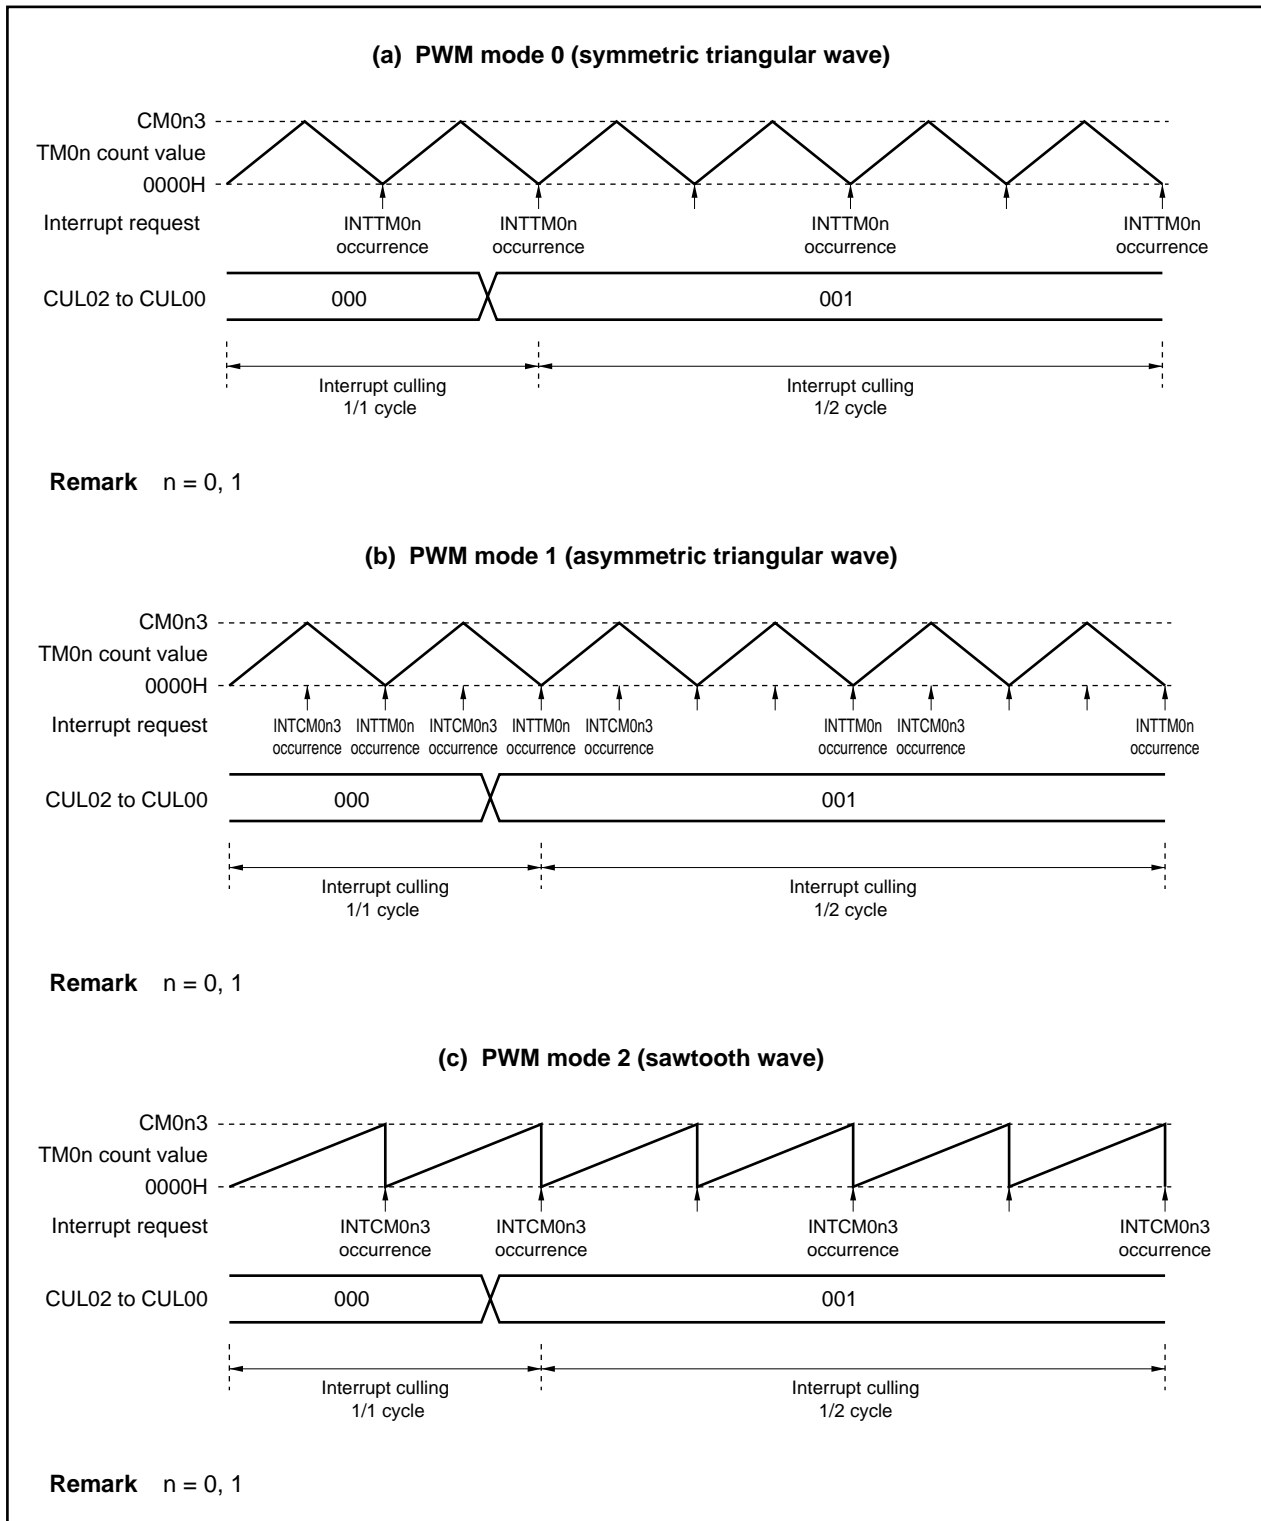 (a) PWM mode 0 (symmetric triangular wave)
CM0n3
TM0n count value
0000H
Interrupt request
INTTM0n occurrence
INTTM0n occurrence
INTTM0n occurrence
INTTM0n occurrence
CUL02 to CUL00
000
001
Interrupt culling
1/1 cycle
Interrupt culling
1/2 cycle
Remark n = 0, 1
(b) PWM mode 1 (asymmetric triangular wave)
CM0n3
TM0n count value
0000H
Interrupt request
INTCM0n3 occurrence
INTTM0n occurrence
INTCM0n3 occurrence
INTTM0n occurrence
INTCM0n3 occurrence
INTTM0n occurrence
INTCM0n3 occurrence
INTTM0n occurrence
CUL02 to CUL00
000
001
Interrupt culling
1/1 cycle
Interrupt culling
1/2 cycle
Remark n = 0, 1
(c) PWM mode 2 (sawtooth wave)
CM0n3
TM0n count value
0000H
Interrupt request
INTCM0n3 occurrence
INTCM0n3 occurrence
INTCM0n3 occurrence
INTCM0n3 occurrence
CUL02 to CUL00
000
001
Interrupt culling
1/1 cycle
Interrupt culling
1/2 cycle
Remark n = 0, 1